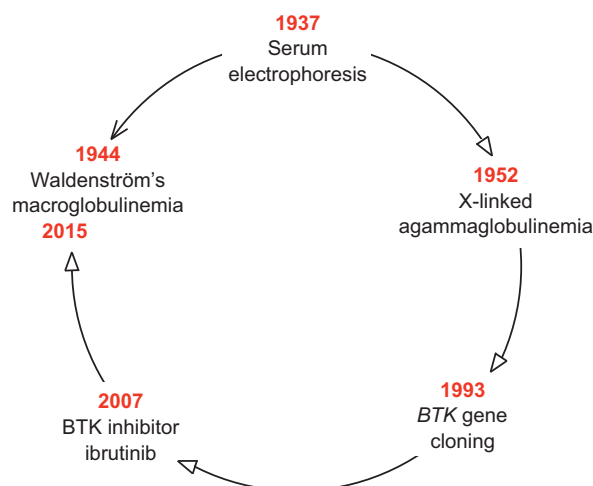 1937
Serum
electrophoresis
1944
Waldenström's
macroglobulinemia
2015
1952
X-linked
agammaglobulinemia
1993
BTK gene
cloning
2007
BTK inhibitor
ibrutinib